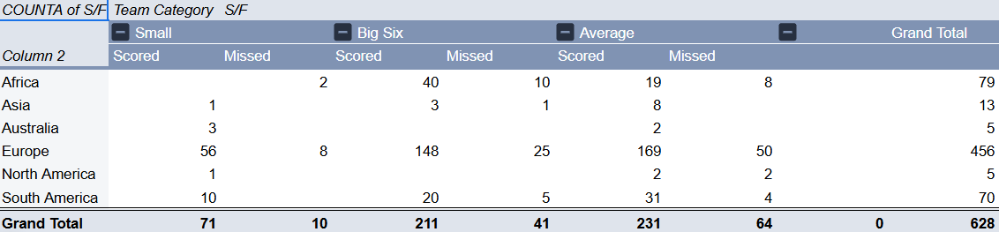 COUNTA of S/F Team Category S/F
Small Big Six Average Grand Total
Column 2 Scored Missed Scored Missed Scored Missed
Africa 2 40 10 19 8 79
Asia 1 3 1 8 13
Australia 3 2 5
Europe 56 8 148 25 169 50 456
North America 1 2 2 5
South America 10 20 5 31 4 70
Grand Total 71 10 211 41 231 64 0 628